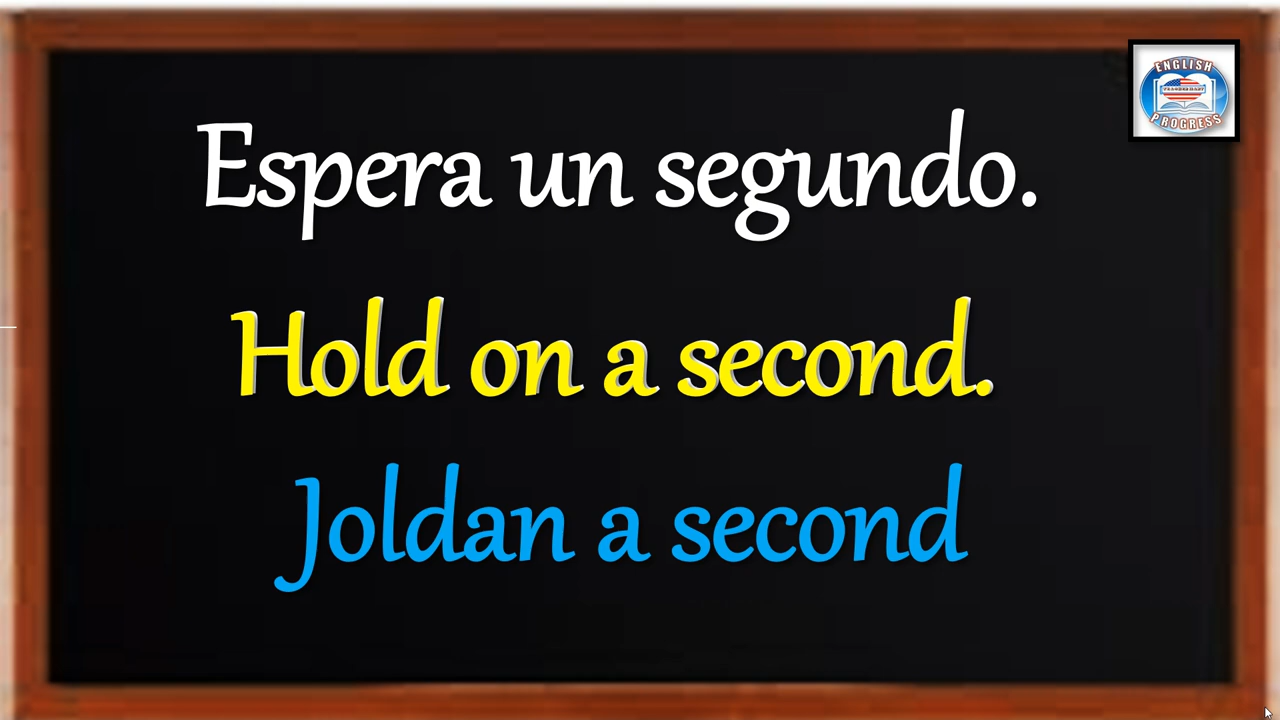 Espera un segundo.
Hold on a second.
Joldan a second
ENGLISH
PROGRESS